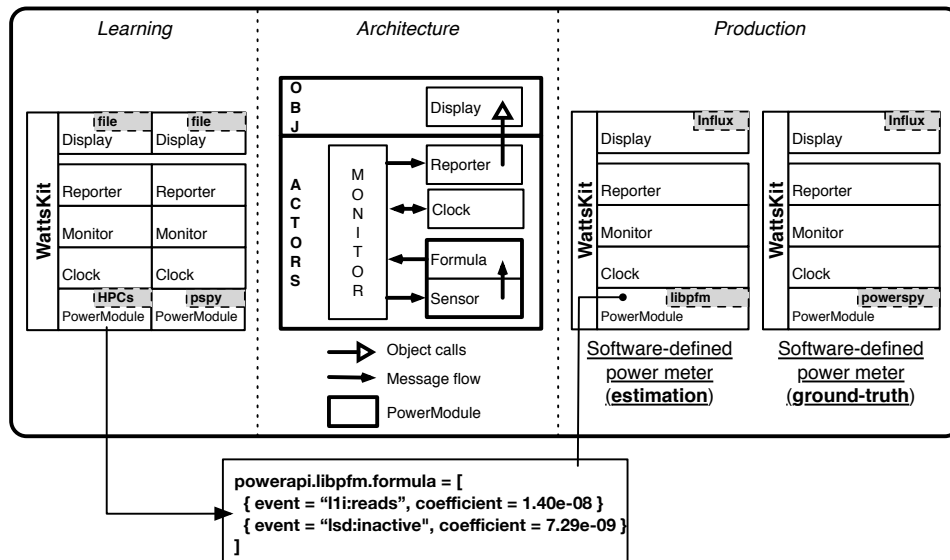 Learning
Architecture
Production
WattsKit
file
Display
Reporter
Monitor
Clock
HPCs
PowerModule
file
Display
Reporter
Monitor
Clock
pspy
PowerModule
OBJ
Display
ACTORS
MONITOR
Reporter
Clock
Formula
Sensor
Object calls
Message flow
PowerModule
WattsKit
Influx
Display
Reporter
Monitor
Clock
libpfm
PowerModule
Software-defined
power meter
(estimation)
WattsKit
Influx
Display
Reporter
Monitor
Clock
powerspy
PowerModule
Software-defined
power meter
(ground-truth)
powerapi.libpfm.formula = [
{ event = “l1i:reads”, coefficient = 1.40e-08 }
{ event = “lsd:inactive", coefficient = 7.29e-09 }
]